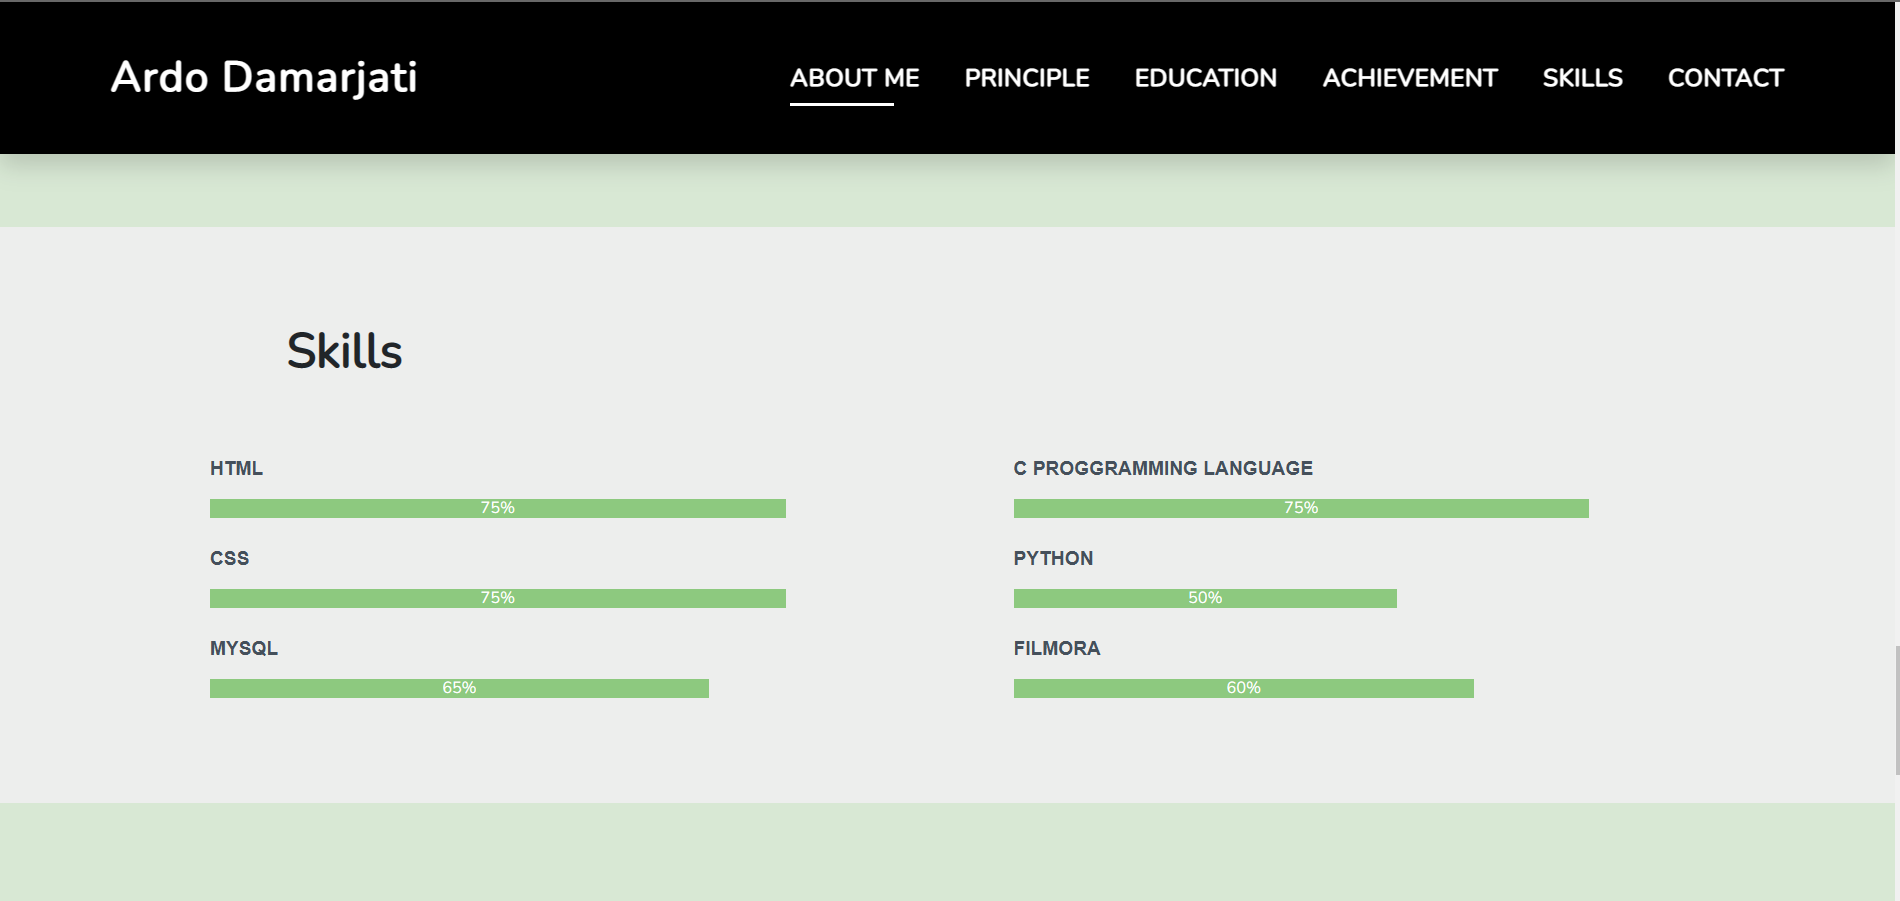 Ardo Damarjati
ABOUT ME PRINCIPLE EDUCATION ACHIEVEMENT SKILLS CONTACT
Skills
HTML
75%
CSS
75%
MYSQL
65%
C PROGGRAMMING LANGUAGE
75%
PYTHON
50%
FILMORA
60%